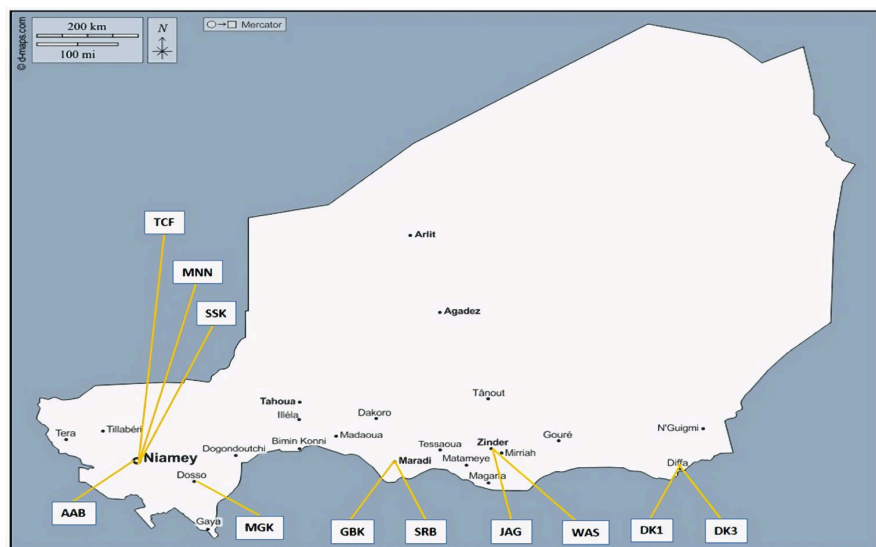 200 km
100 mi
N
Mercator
© d-maps.com
TCF
MNN
SSK
Arlit
Agadez
Tahoua
Illéla
Dakoro
Tânout
Tera
Tillabéri
Madaoua
Bimin Konni
Niamey
Dogondoutchi
Dosso
Gaya
Maradi
Tessaoua
Matameye
Magaria
Zinder
Mirriah
Gouré
N'Guigmi
Diffa
AAB
MGK
GBK
SRB
JAG
WAS
DK1
DK3